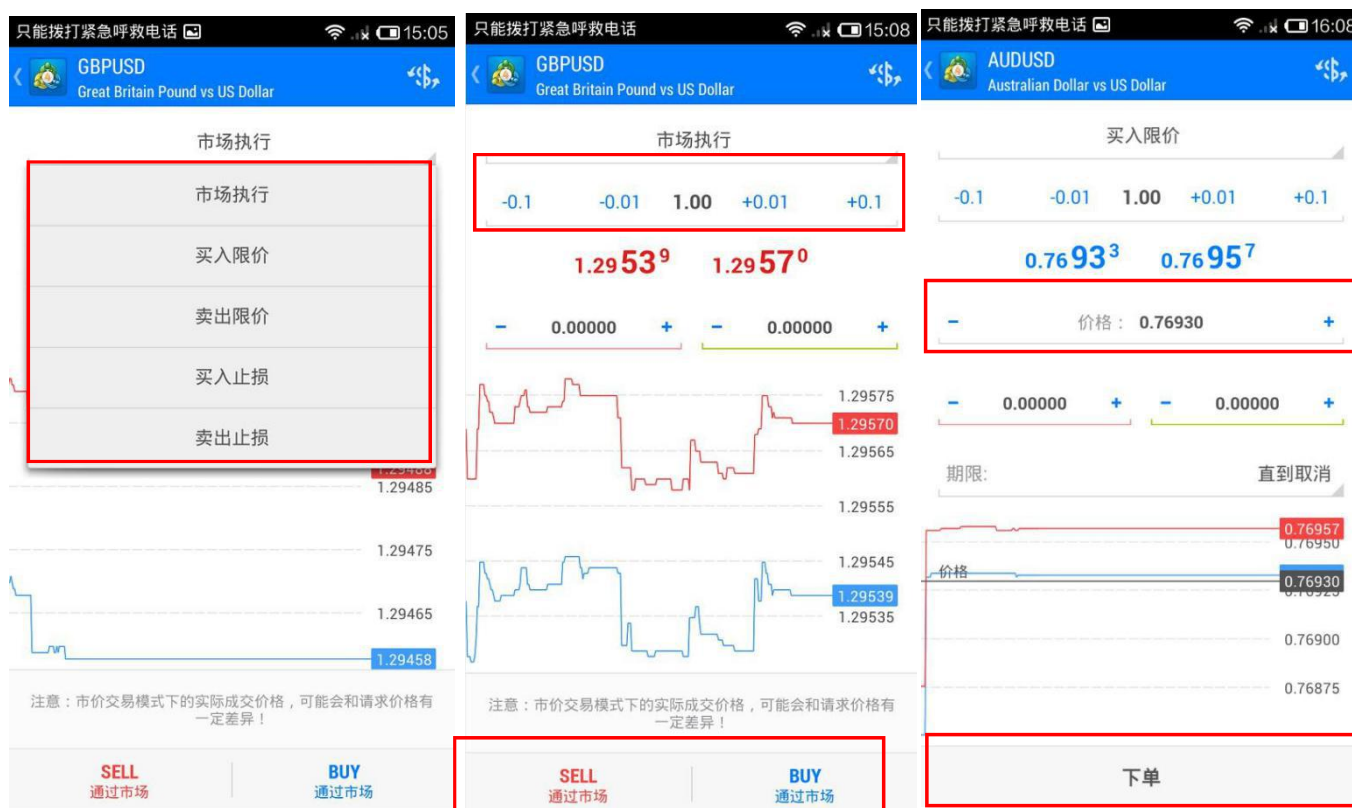 只能拨打紧急呼救电话 15:05
GBPUSD
Great Britain Pound vs US Dollar
市场执行
市场执行
买入限价
卖出限价
买入止损
卖出止损
1.29485
1.29475
1.29465
1.29458
注意：市价交易模式下的实际成交价格，可能会和请求价格有
一定差异！
SELL BUY
通过市场 通过市场
只能拨打紧急呼救电话 15:08
GBPUSD
Great Britain Pound vs US Dollar
市场执行
-0.1 -0.01 1.00 +0.01 +0.1
1.29539 1.29570
- 0.00000 + - 0.00000 +
1.29575
1.29570
1.29565
1.29555
1.29545
1.29539
1.29535
注意：市价交易模式下的实际成交价格，可能会和请求价格有
一定差异！
SELL BUY
通过市场 通过市场
只能拨打紧急呼救电话 16:08
AUDUSD
Australian Dollar vs US Dollar
买入限价
-0.1 -0.01 1.00 +0.01 +0.1
0.76933 0.76957
- 价格： 0.76930 +
- 0.00000 + - 0.00000 +
期限: 直到取消
0.76957
0.76950
价格
0.76930
0.76925
0.76900
0.76875
下单